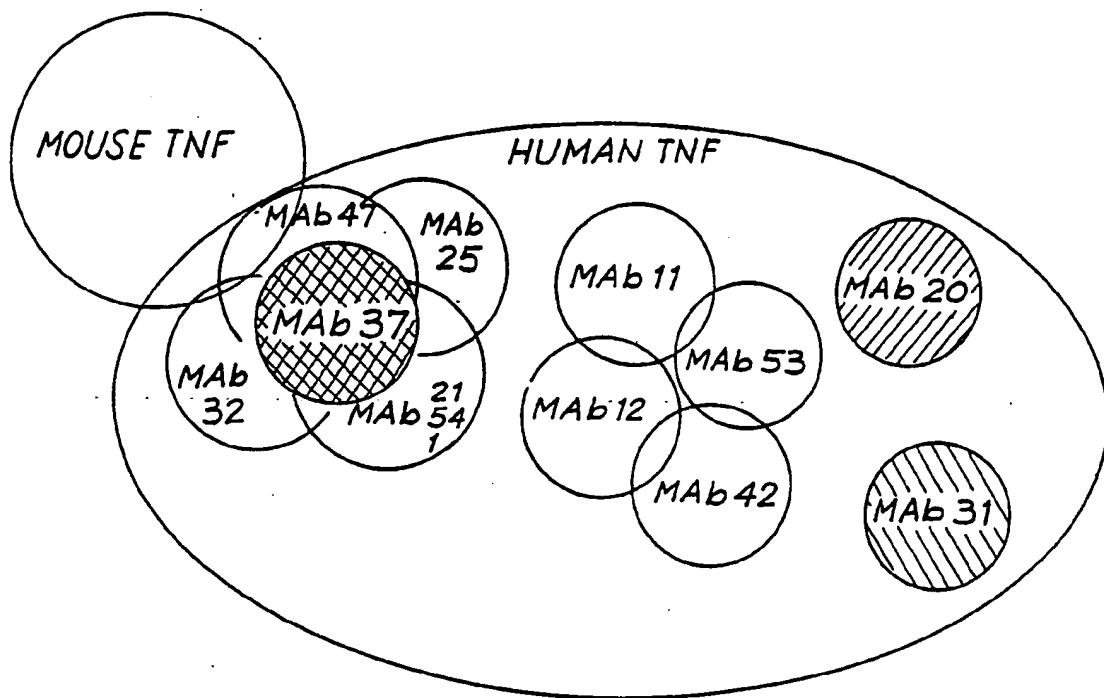 MOUSE TNF
HUMAN TNF
MAb 47
MAb
25
MAb 37
MAb
32
MAb 21
54
1
MAb 11
MAb 53
MAb 12
MAb 42
MAb 20
MAb 31